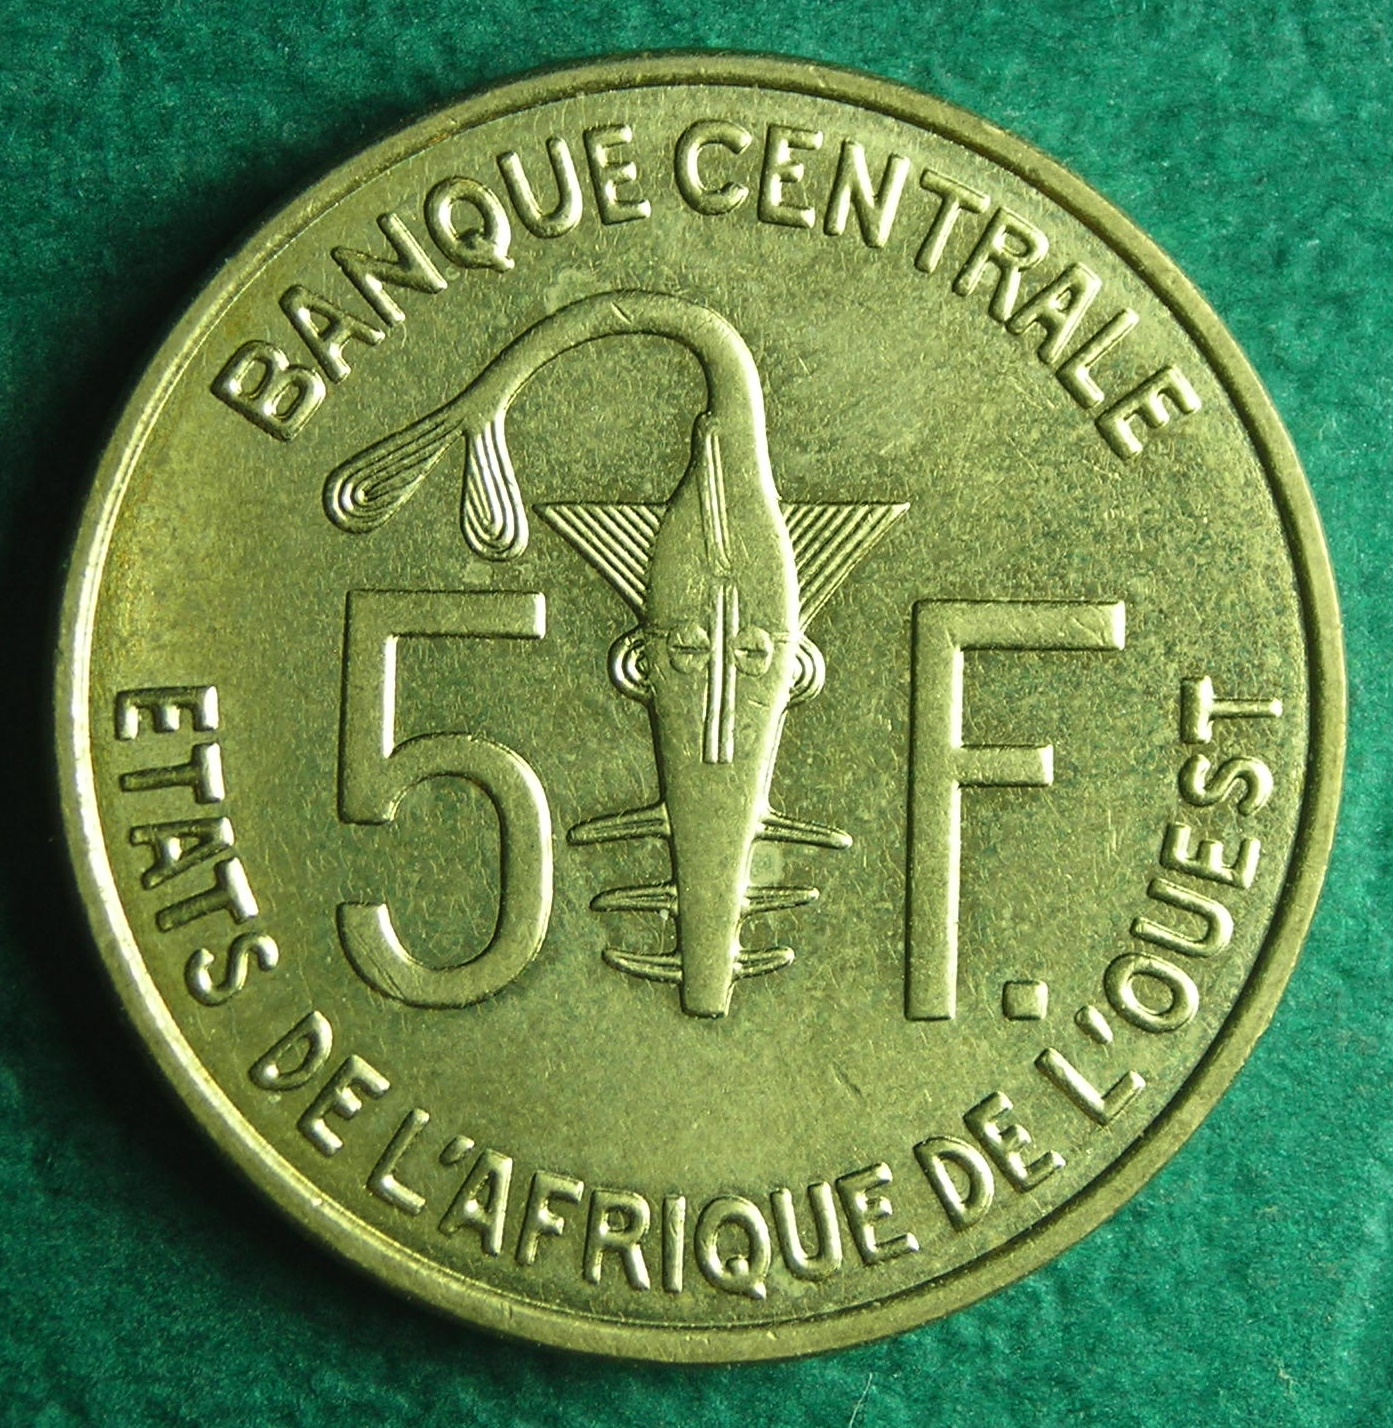 BANQUE CENTRALE
5 F.
ETATS DE L'AFRIQUE DE L'OUEST